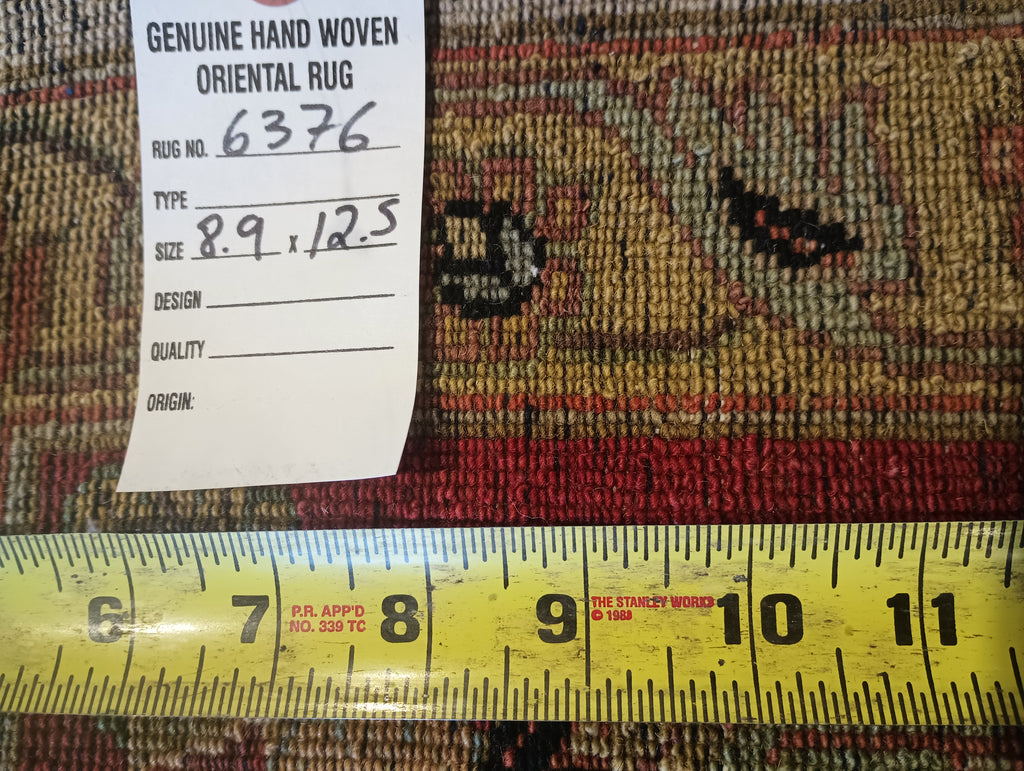 GENUINE HAND WOVEN
ORIENTAL RUG
RUG NO. 6376
TYPE
SIZE 8.9 X 12.5
DESIGN
QUALITY
ORIGIN:
6 7 P.R. APP'D 8 9 THE STANLEY WORKS 10 11
NO. 339 TC © 1988